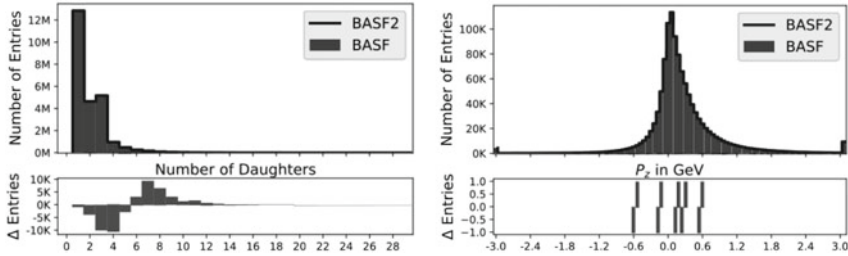 Number of Entries
12M
10M
8M
6M
4M
2M
0M
BASF2
BASF
Number of Daughters
Δ Entries
10K
5K
0K
-5K
-10K
0 2 4 6 8 10 12 14 16 18 20 22 24 26 28
Number of Entries
100K
80K
60K
40K
20K
0K
BASF2
BASF
Pz in GeV
Δ Entries
1.0
0.5
0.0
-0.5
-1.0
-3.0 -2.4 -1.8 -1.2 -0.6 0.0 0.6 1.2 1.8 2.4 3.0